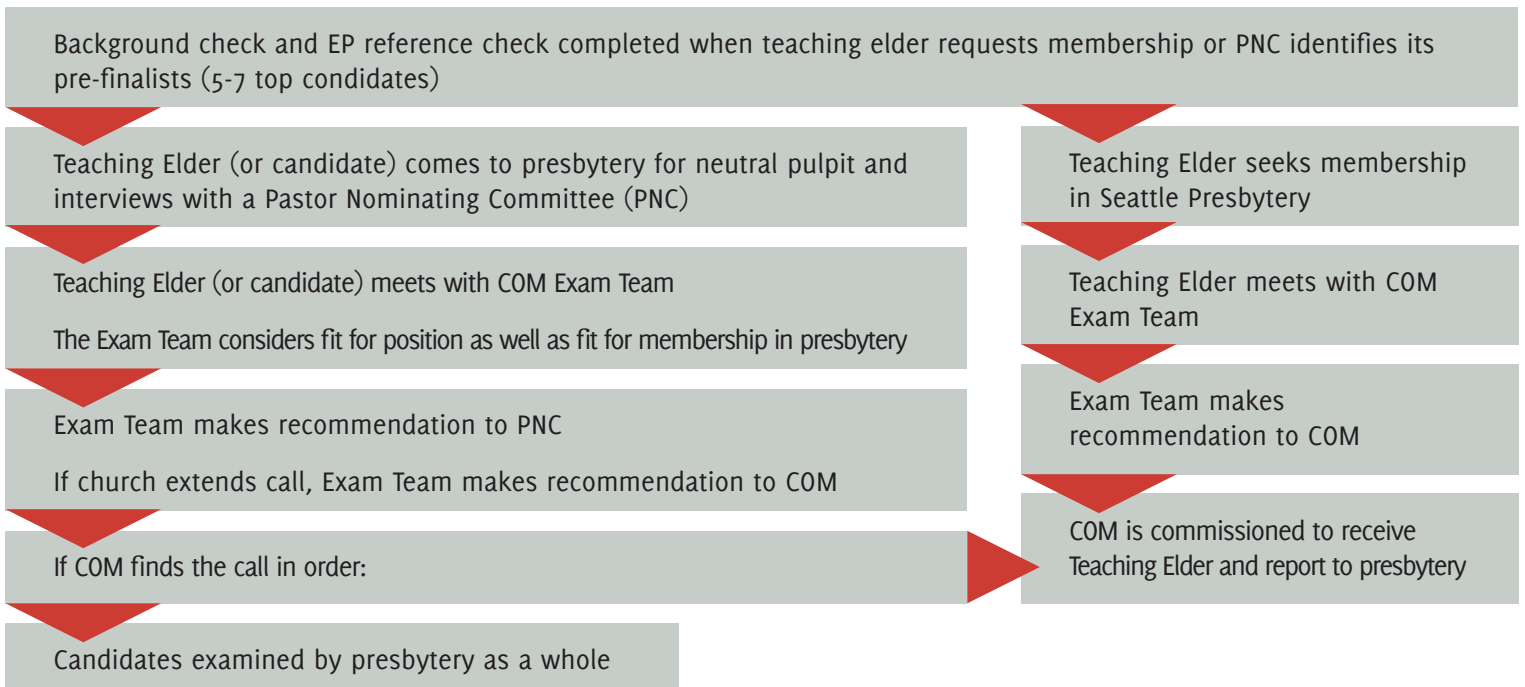 Background check and EP reference check completed when teaching elder requests membership or PNC identifies its
pre-finalists (5-7 top candidates)
Teaching Elder (or candidate) comes to presbytery for neutral pulpit and
interviews with a Pastor Nominating Committee (PNC)
Teaching Elder (or candidate) meets with COM Exam Team
The Exam Team considers fit for position as well as fit for membership in presbytery
Exam Team makes recommendation to PNC
If church extends call, Exam Team makes recommendation to COM
If COM finds the call in order:
Candidates examined by presbytery as a whole
Teaching Elder seeks membership
in Seattle Presbytery
Teaching Elder meets with COM
Exam Team
Exam Team makes
recommendation to COM
COM is commissioned to receive
Teaching Elder and report to presbytery